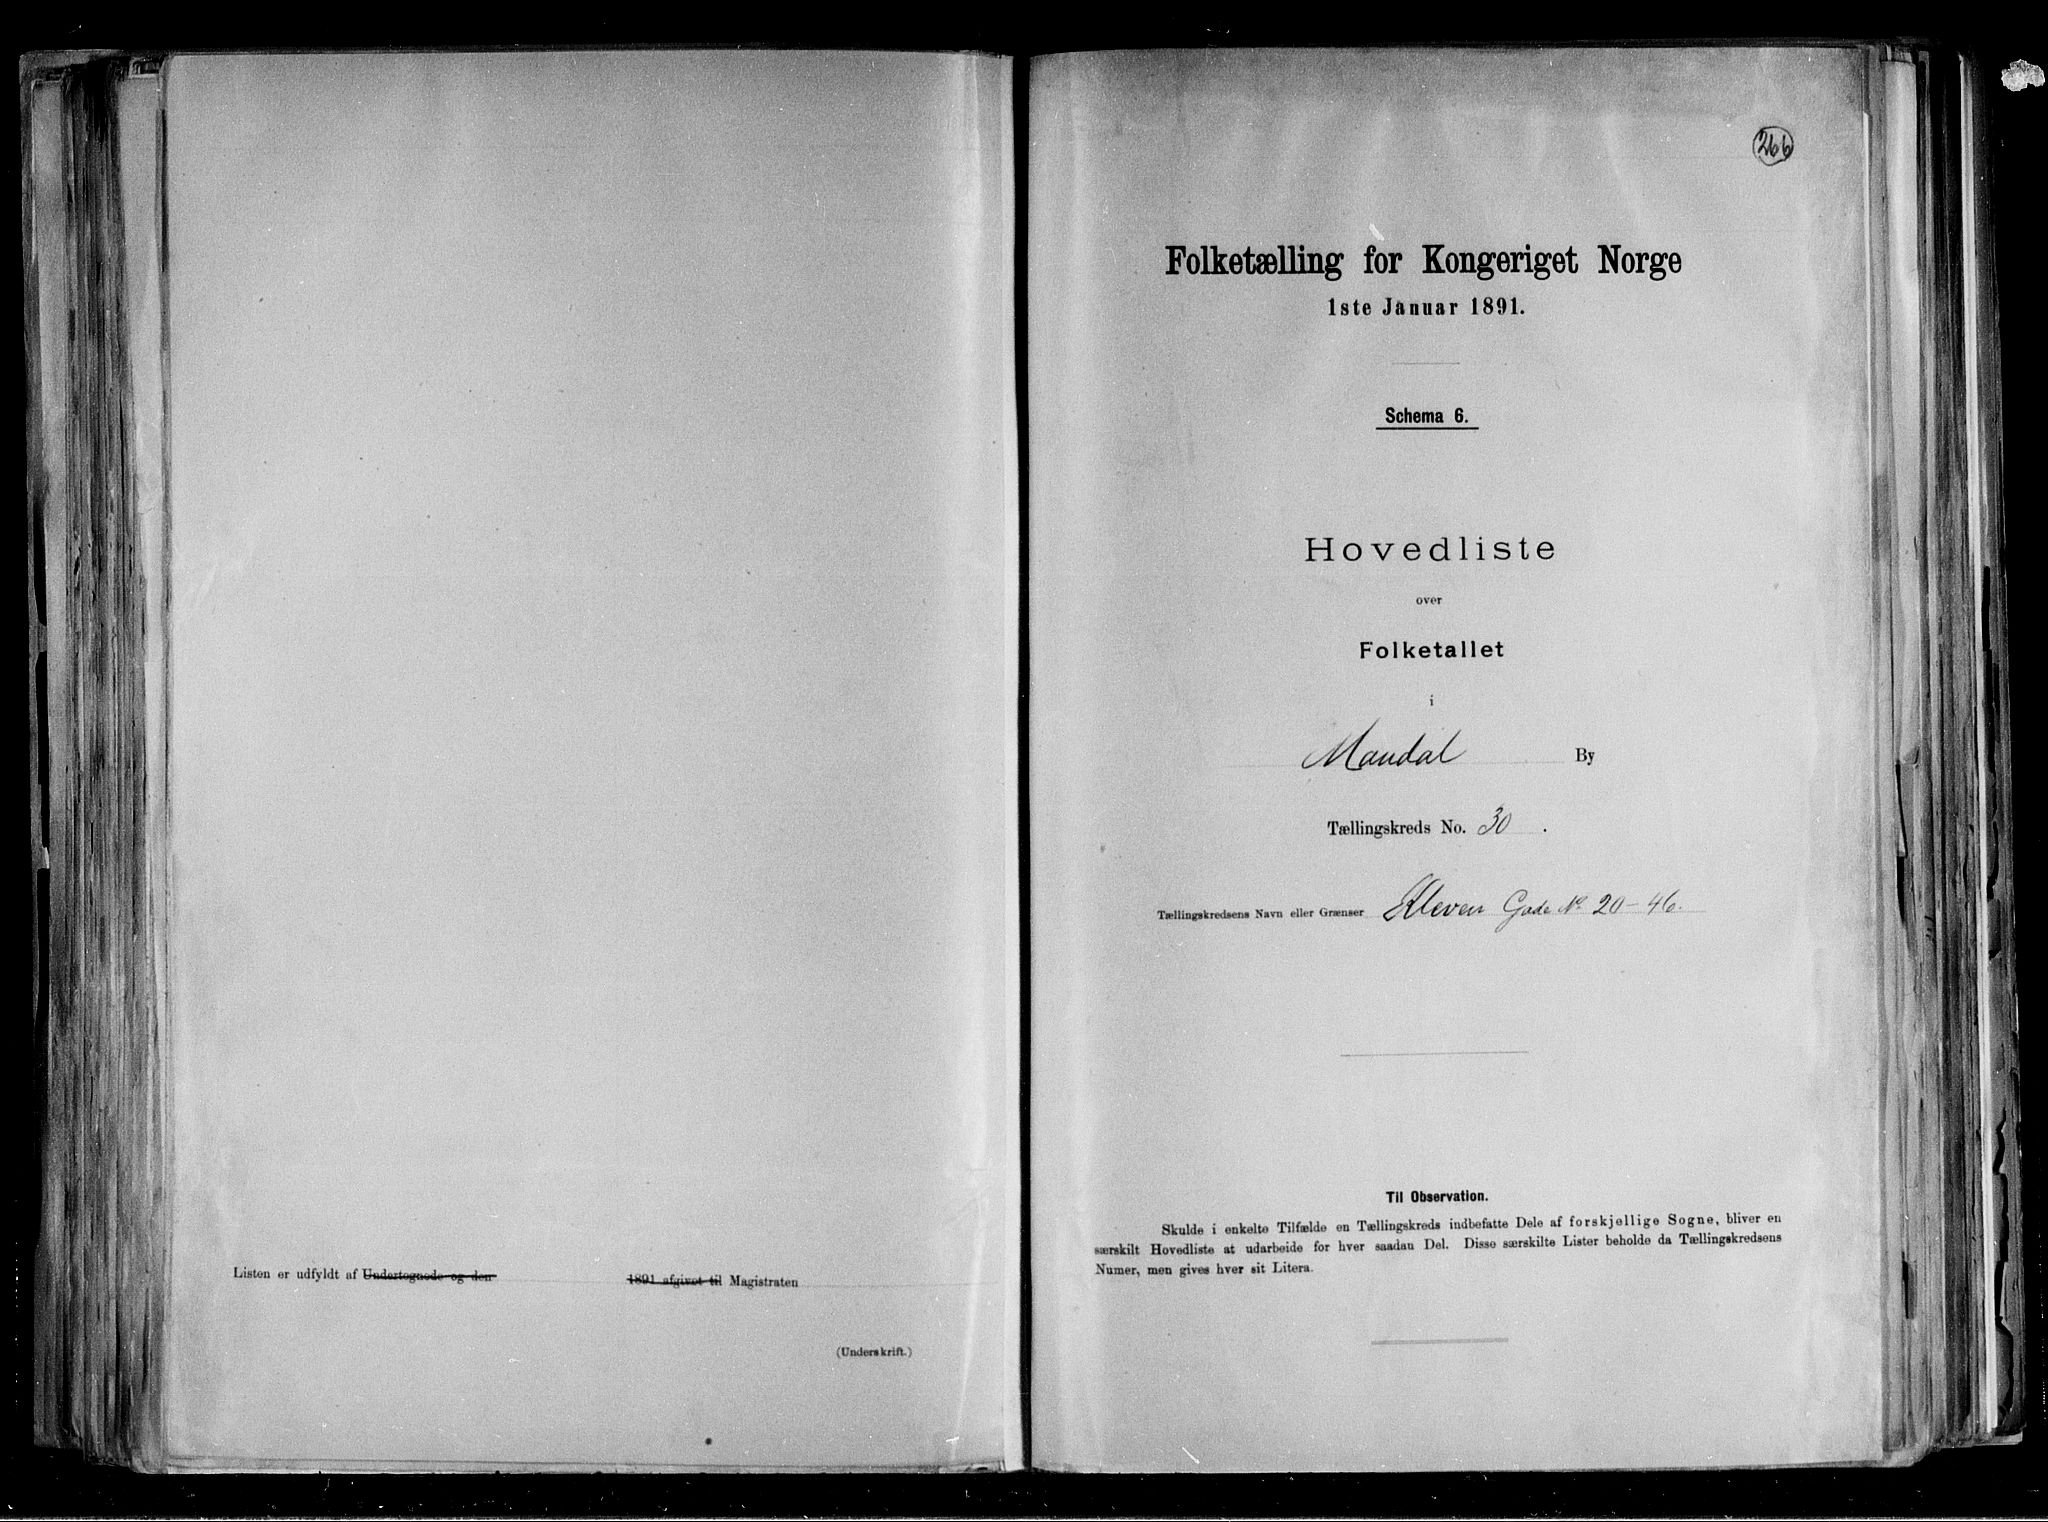 Listen er udfyldt af Undertegnede og den 1891 afgivet til Magistraten
(Underskrift.)
266
Folketælling for Kongeriget Norge
1ste Januar 1891.
Schema 6.
Hovedliste
over
Folketallet
i
Mandal By
Tællingskreds No. 30.
Tællingskredsens Navn eller Grænser Kleven Gade No 20-46.
Til Observation.
Skulde i enkelte Tilfælde en Tællingskreds indbefatte Dele af forskjellige Sogne, bliver en
særskilt Hovedliste at udarbeide for hver saadan Del. Disse særskilte Lister beholde da Tællingskredsens
Numer, men gives hver sit Litera.